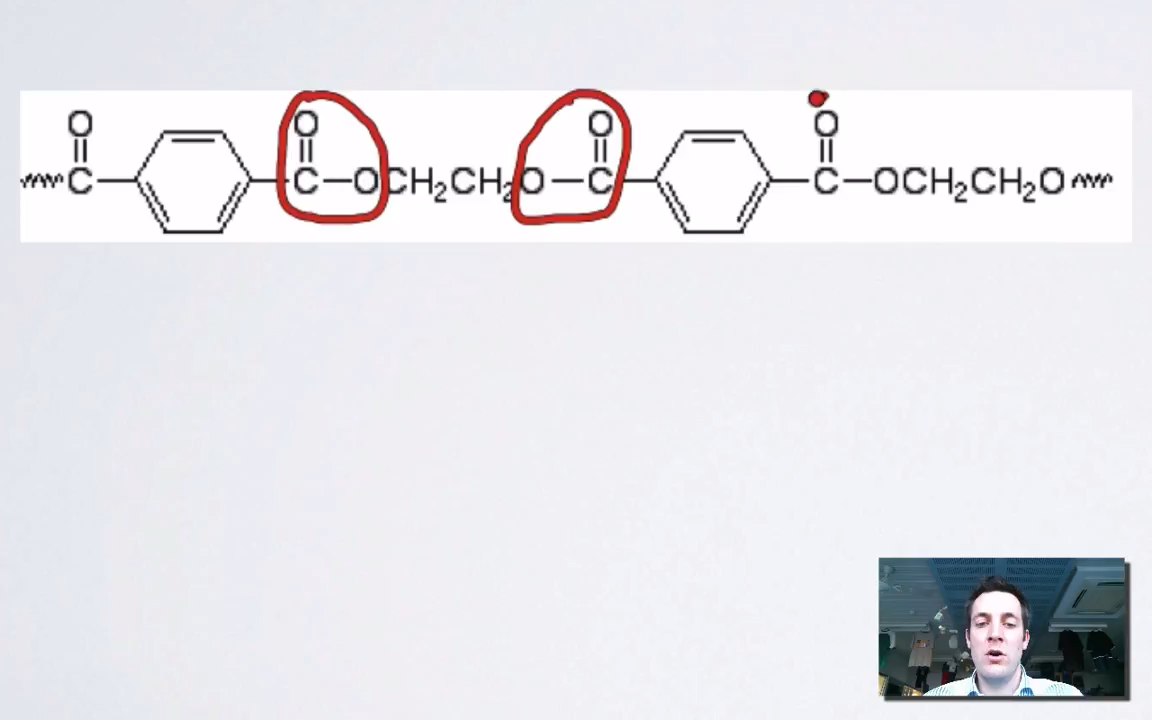 O O O O
C C—OCH₂CH₂O—C C—OCH₂CH₂O